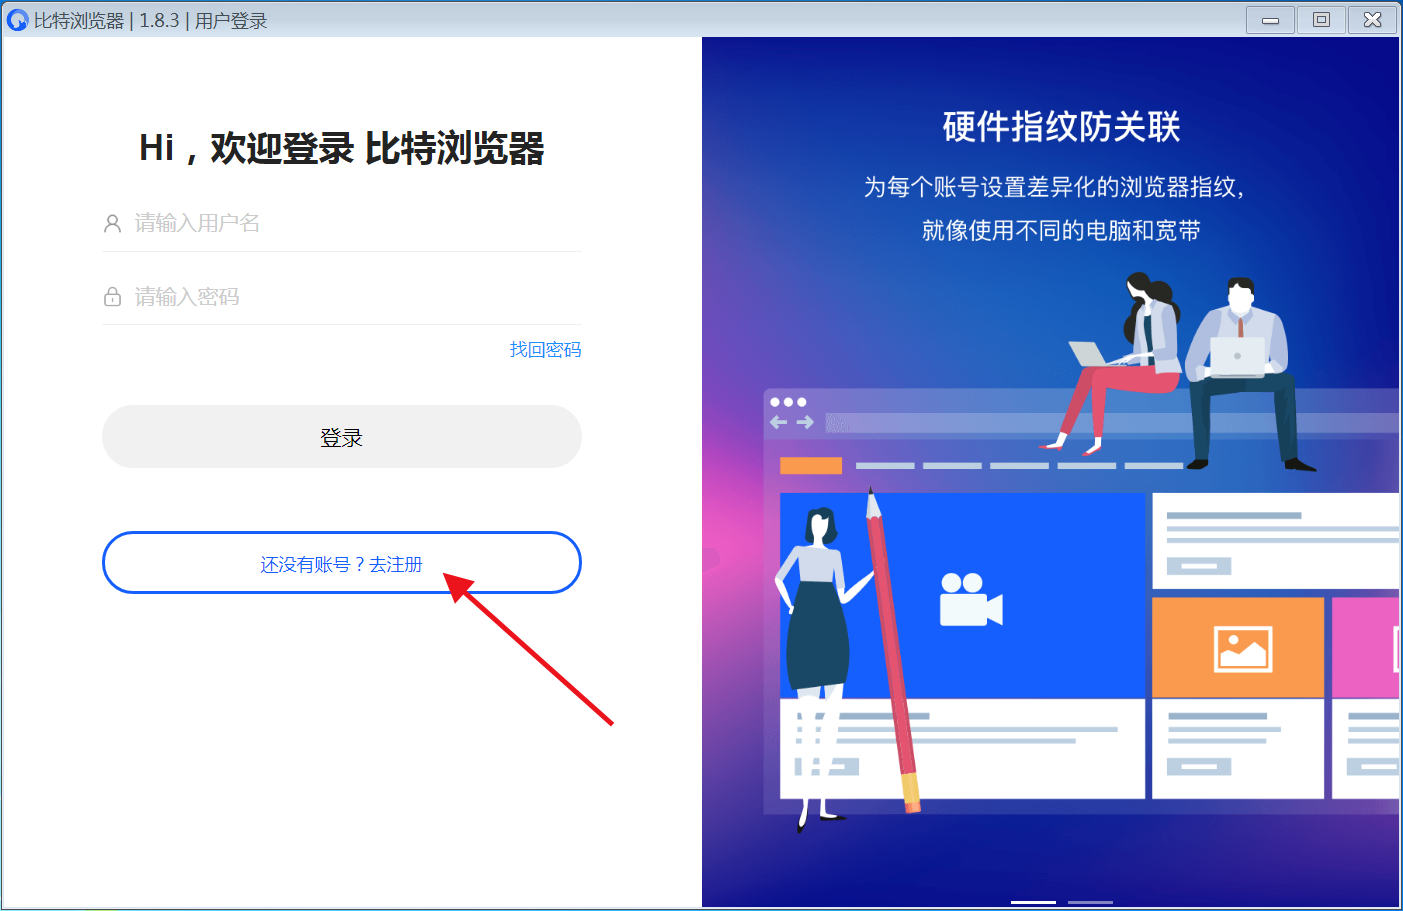 比特浏览器 | 1.8.3 | 用户登录
Hi，欢迎登录 比特浏览器
请输入用户名
请输入密码
找回密码
登录
还没有账号？去注册
硬件指纹防关联
为每个账号设置差异化的浏览器指纹，
就像使用不同的电脑和宽带